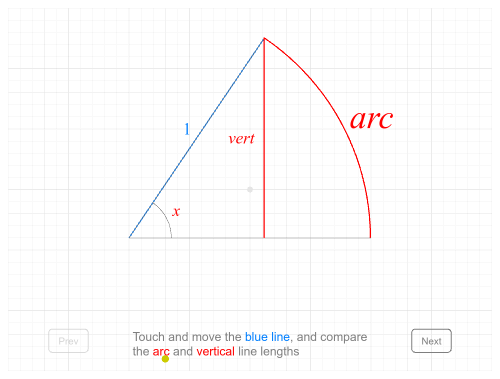 arc
1
vert
x
Prev
Touch and move the blue line, and compare
the arc and vertical line lengths
Next